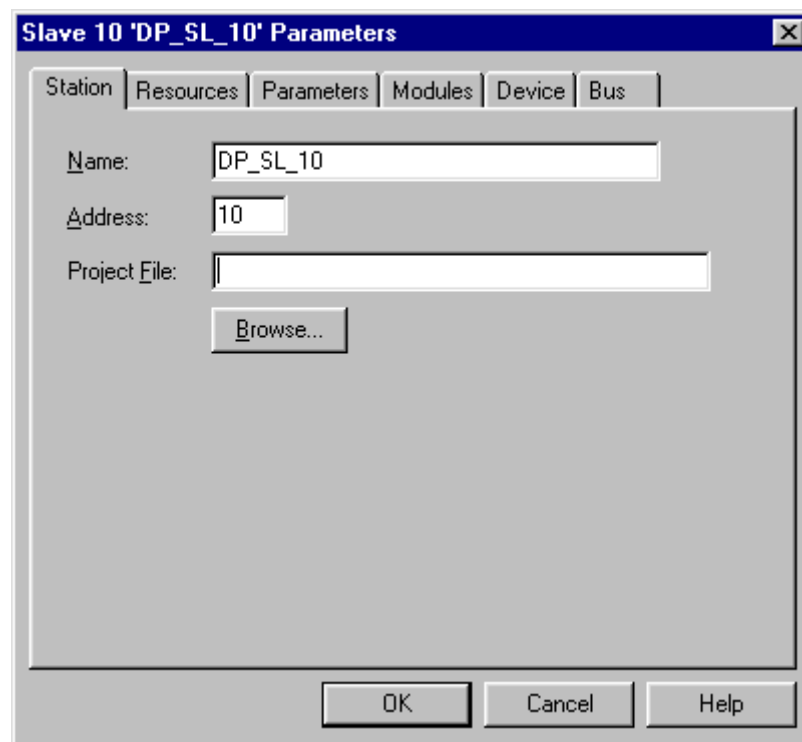 Slave 10 'DP_SL_10' Parameters
Station Resources Parameters Modules Device Bus
Name: DP_SL_10
Address: 10
Project File:
Browse...
OK Cancel Help